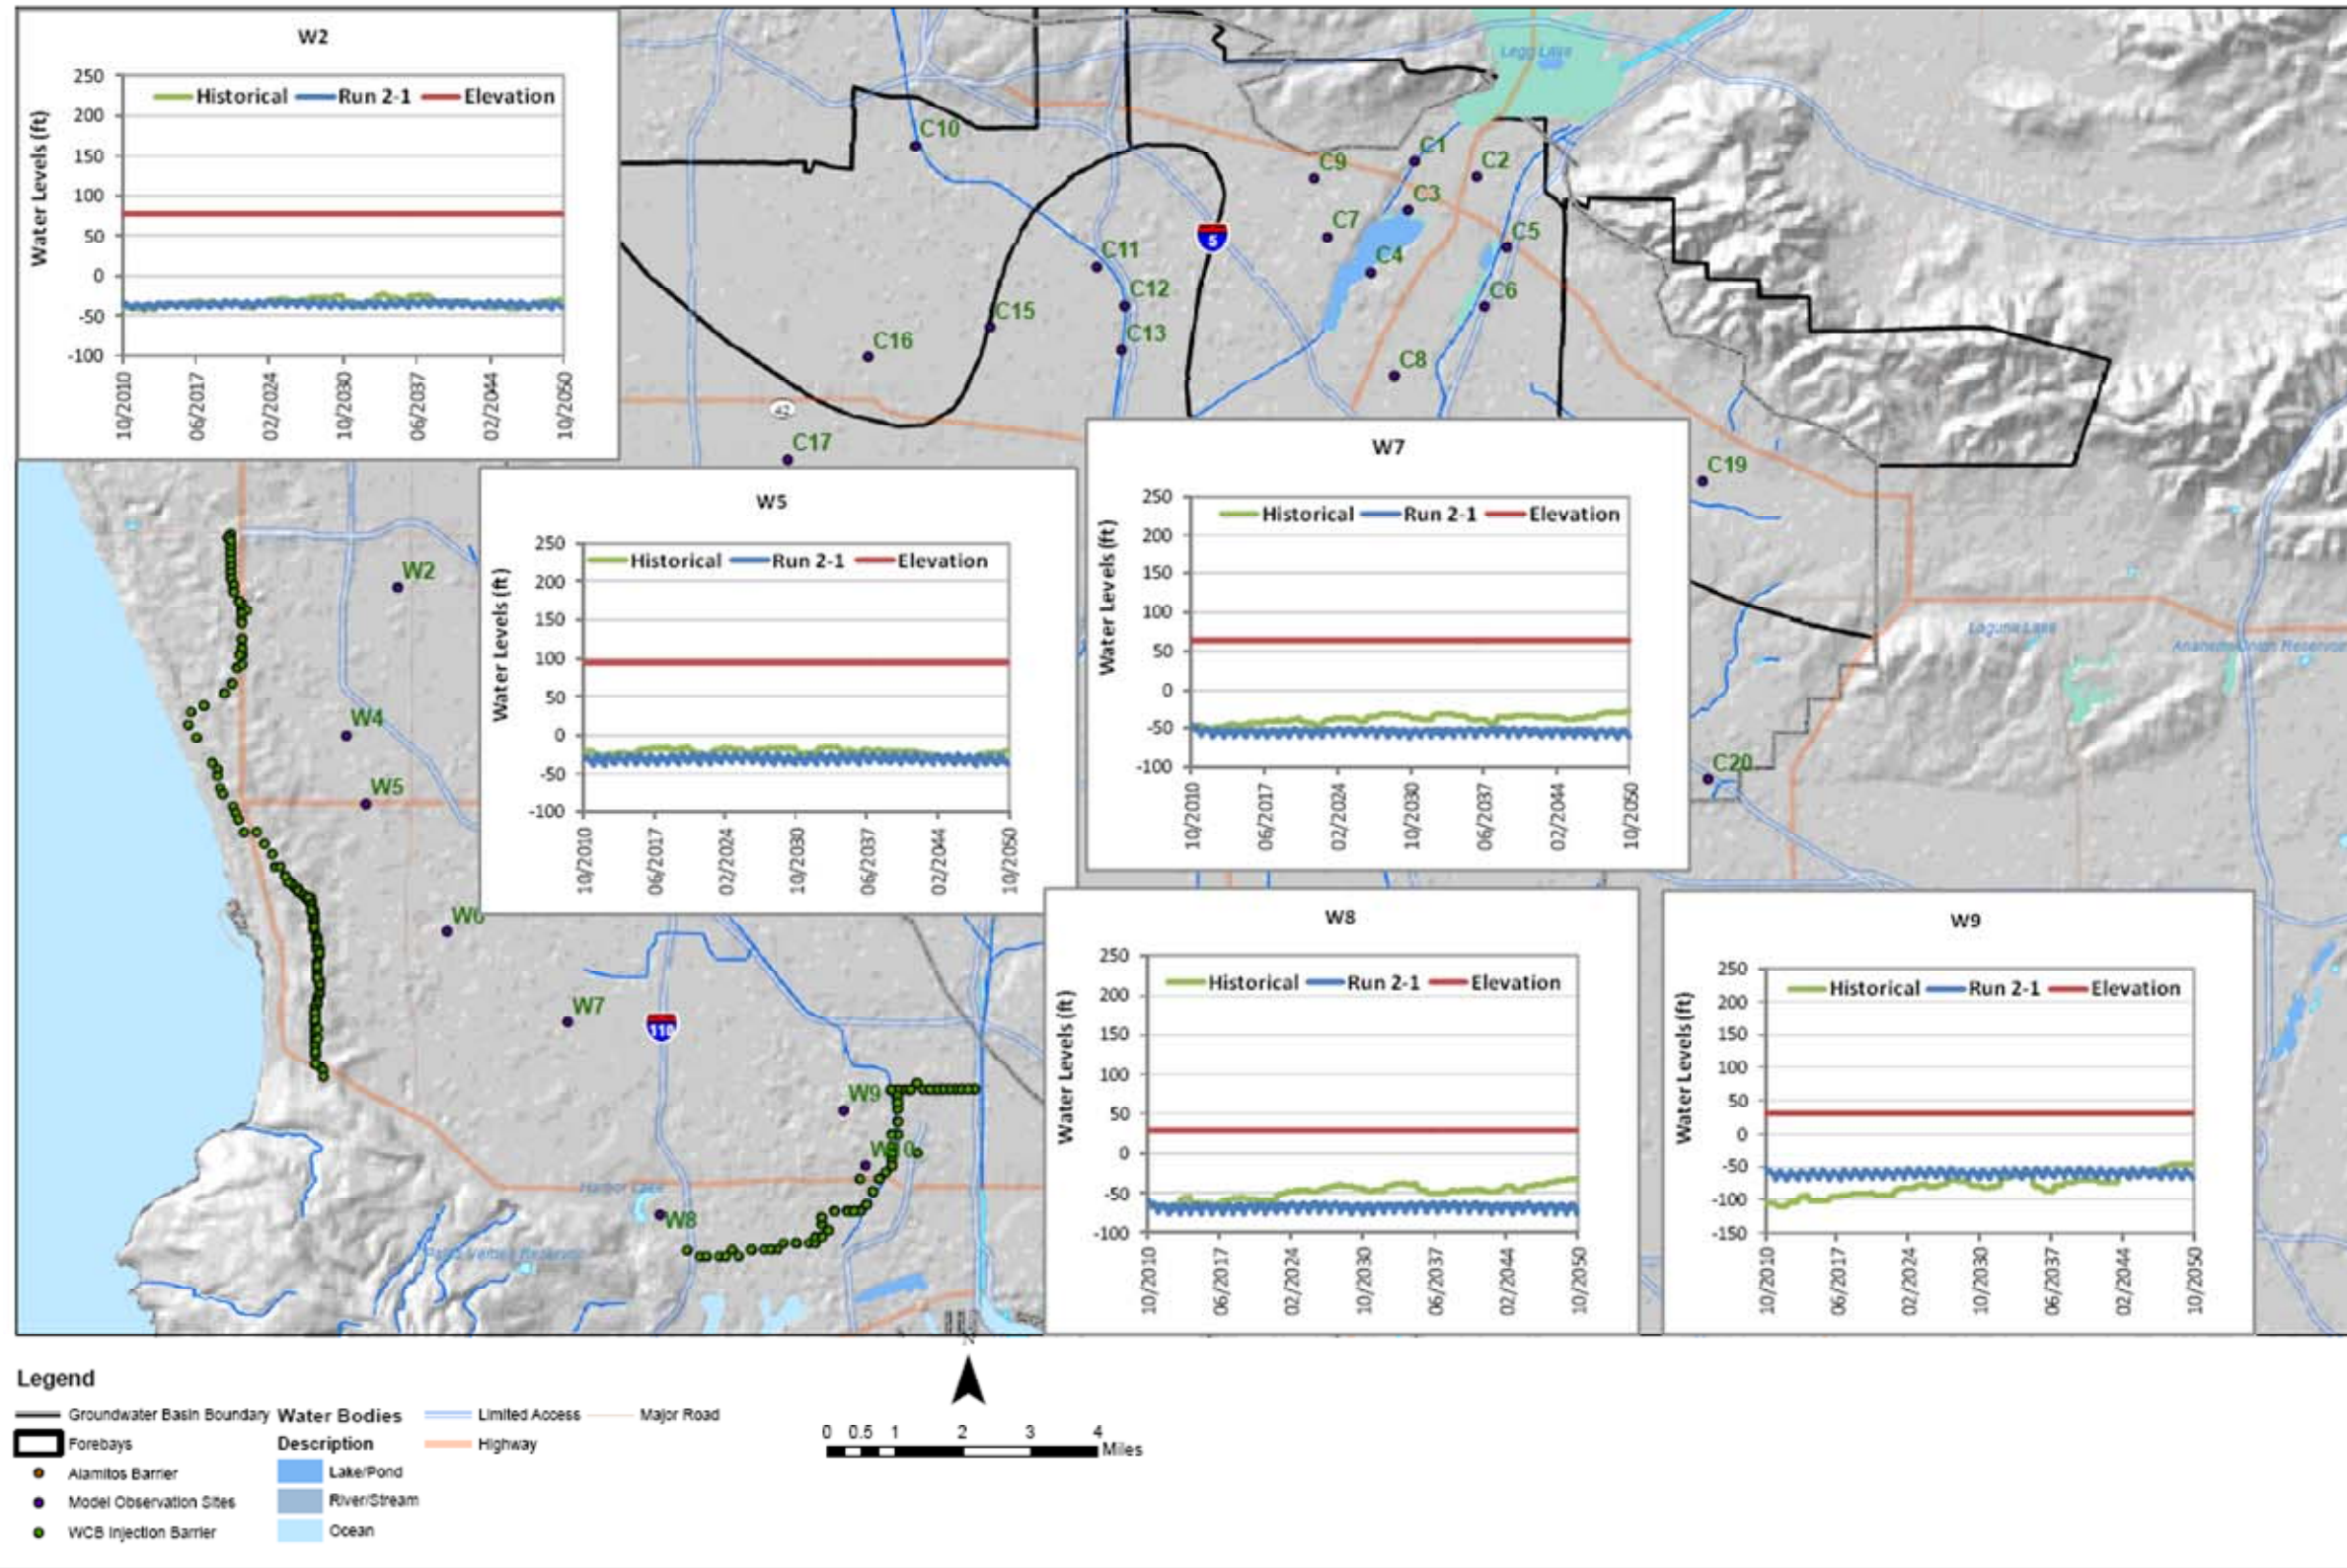 W2
Historical Run 2-1 Elevation
Water Levels (ft)
250
200
150
100
50
0
-50
-100
10/2010
06/2017
02/2024
10/2030
06/2037
02/2044
10/2050
Legg Lake
C10
C9
C1
C2
C3
C7
C5
C4
C11
C12
C6
C15
C13
C16
C8
5
42
C17
C19
W5
Historical Run 2-1 Elevation
Water Levels (ft)
250
200
150
100
50
0
-50
-100
10/2010
06/2017
02/2024
10/2030
06/2037
02/2044
10/2050
W7
Historical Run 2-1 Elevation
Water Levels (ft)
250
200
150
100
50
0
-50
-100
10/2010
06/2017
02/2024
10/2030
06/2037
02/2044
10/2050
W2
Laguna Lake
W4
W5
C20
W6
W7
110
W9
W10
Harbor Lake
W8
W8
Historical Run 2-1 Elevation
Water Levels (ft)
250
200
150
100
50
0
-50
-100
10/2010
06/2017
02/2024
10/2030
06/2037
02/2044
10/2050
W9
Historical Run 2-1 Elevation
Water Levels (ft)
250
200
150
100
50
0
-50
-100
-150
10/2010
06/2017
02/2024
10/2030
06/2037
02/2044
10/2050
Legend
Groundwater Basin Boundary
Forebays
Alamitos Barrier
Model Observation Sites
WCB Injection Barrier
Water Bodies
Description
Lake/Pond
River/Stream
Ocean
Limited Access
Highway
Major Road
0 0.5 1 2 3 4
Miles